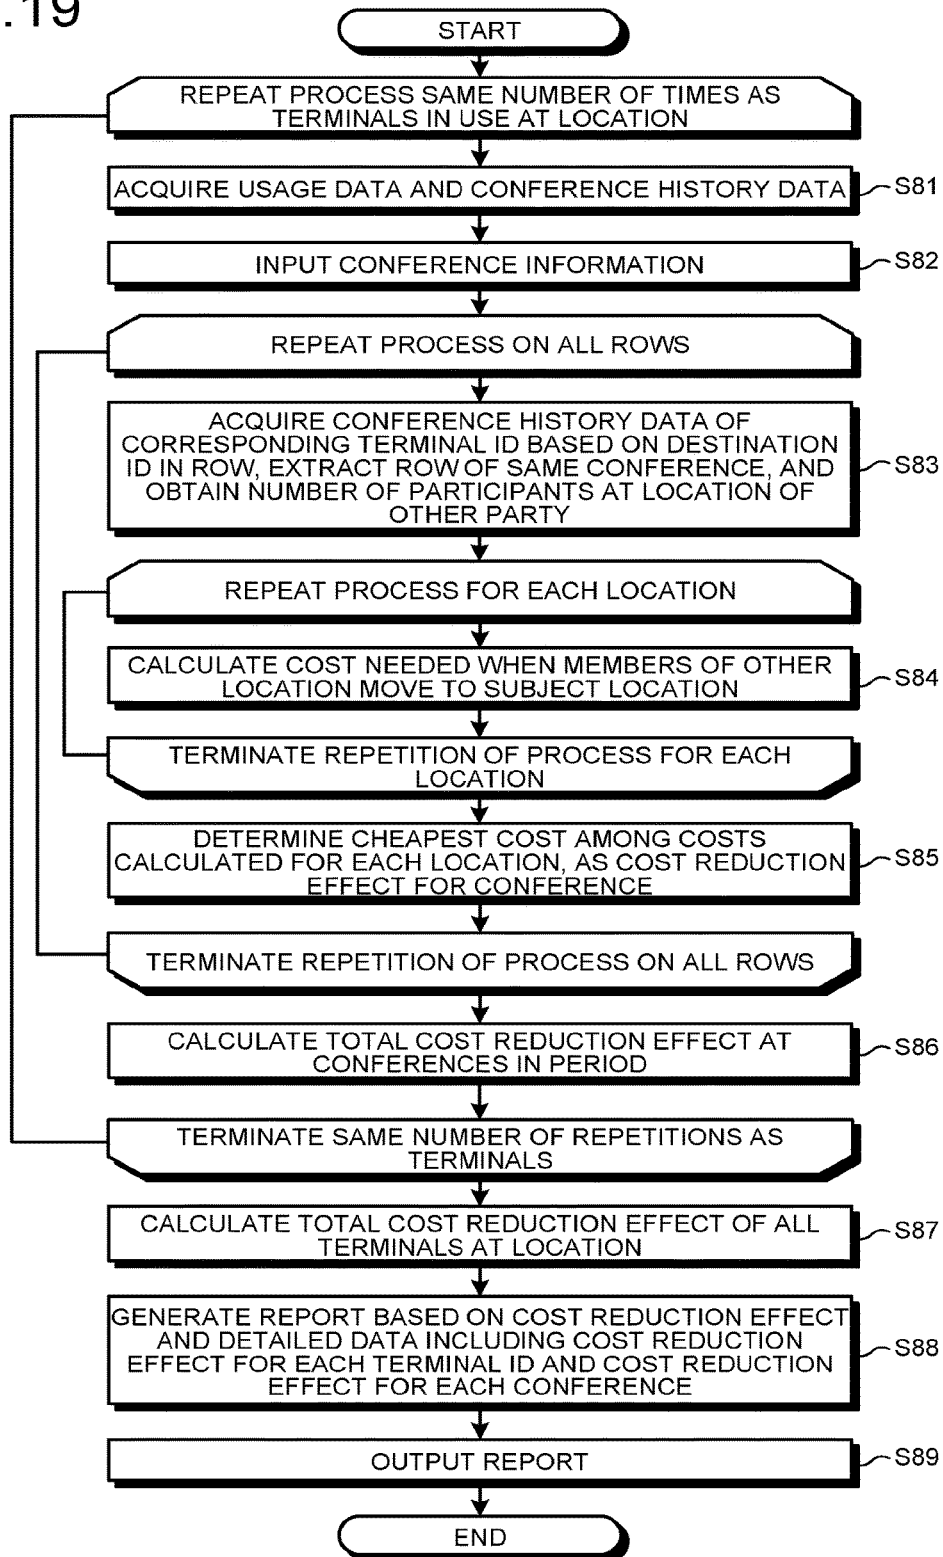 .19
START
REPEAT PROCESS SAME NUMBER OF TIMES AS
TERMINALS IN USE AT LOCATION
ACQUIRE USAGE DATA AND CONFERENCE HISTORY DATA
S81
INPUT CONFERENCE INFORMATION
S82
REPEAT PROCESS ON ALL ROWS
ACQUIRE CONFERENCE HISTORY DATA OF
CORRESPONDING TERMINAL ID BASED ON DESTINATION
ID IN ROW, EXTRACT ROW OF SAME CONFERENCE, AND
OBTAIN NUMBER OF PARTICIPANTS AT LOCATION OF
OTHER PARTY
S83
REPEAT PROCESS FOR EACH LOCATION
CALCULATE COST NEEDED WHEN MEMBERS OF OTHER
LOCATION MOVE TO SUBJECT LOCATION
S84
TERMINATE REPETITION OF PROCESS FOR EACH
LOCATION
DETERMINE CHEAPEST COST AMONG COSTS
CALCULATED FOR EACH LOCATION, AS COST REDUCTION
EFFECT FOR CONFERENCE
S85
TERMINATE REPETITION OF PROCESS ON ALL ROWS
CALCULATE TOTAL COST REDUCTION EFFECT AT
CONFERENCES IN PERIOD
S86
TERMINATE SAME NUMBER OF REPETITIONS AS
TERMINALS
CALCULATE TOTAL COST REDUCTION EFFECT OF ALL
TERMINALS AT LOCATION
S87
GENERATE REPORT BASED ON COST REDUCTION EFFECT
AND DETAILED DATA INCLUDING COST REDUCTION
EFFECT FOR EACH TERMINAL ID AND COST REDUCTION
EFFECT FOR EACH CONFERENCE
S88
OUTPUT REPORT
S89
END